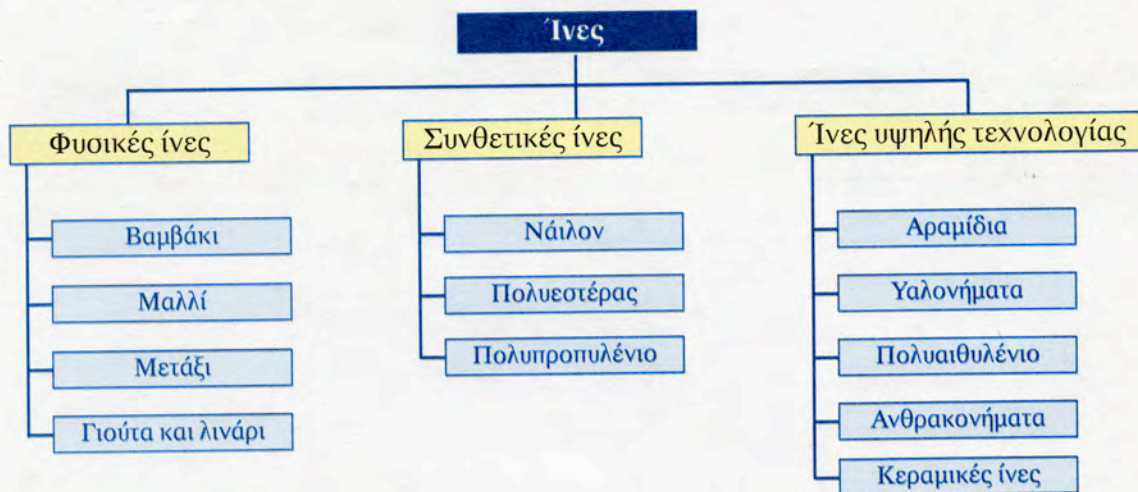 Ίνες
Φυσικές ίνες
Βαμβάκι
Μαλλί
Μετάξι
Γιούτα και λινάρι
Συνθετικές ίνες
Νάιλον
Πολυεστέρας
Πολυπροπυλένιο
Ίνες υψηλής τεχνολογίας
Αραμίδια
Υαλονήματα
Πολυαιθυλένιο
Ανθρακονήματα
Κεραμικές ίνες